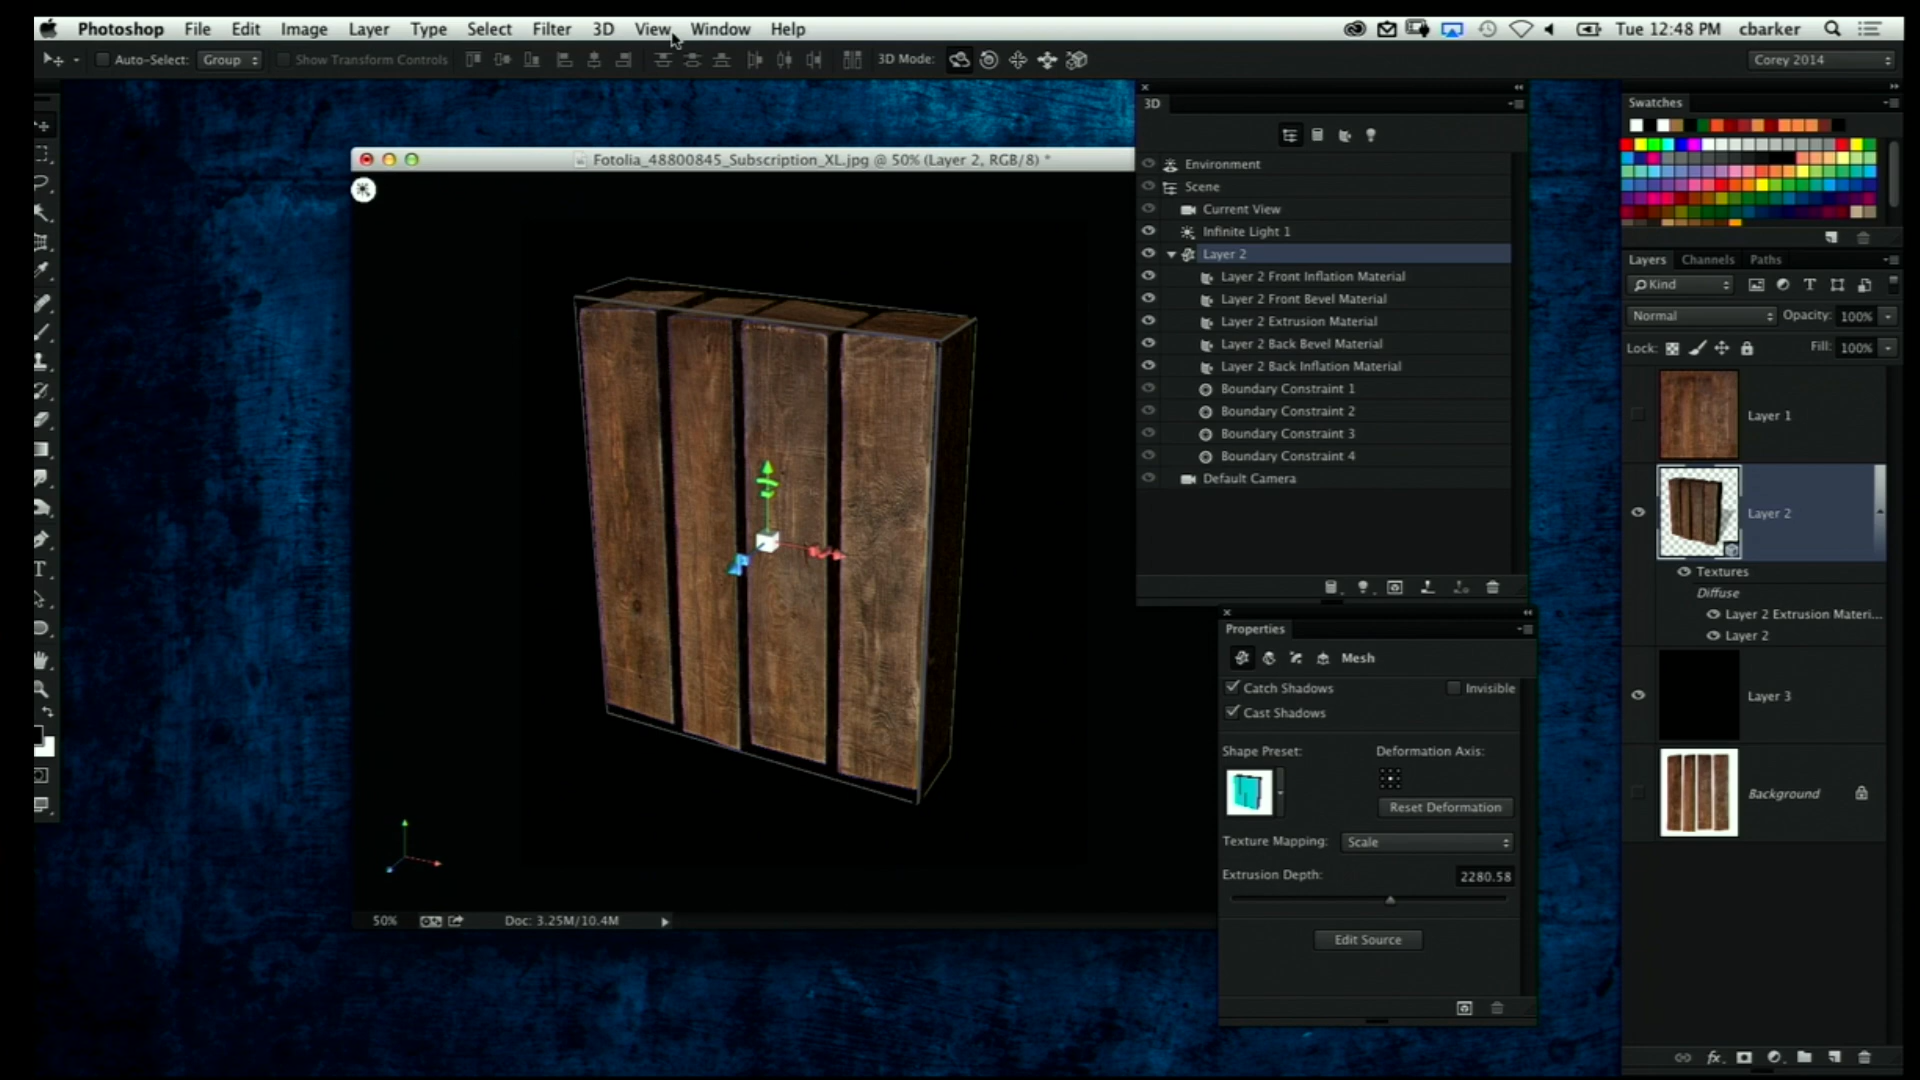 Photoshop File Edit Image Layer Type Select Filter 3D View Window Help Tue 12:48 PM cbarker
Auto-Select: Group Show Transform Controls 3D Mode: Corey 2014
Fotolia_48800845_Subscription_XL.jpg @ 50% (Layer 2, RGB/8) *
50% Doc: 3.25M/10.4M
3D
Environment
Scene
Current View
Infinite Light 1
Layer 2
Layer 2 Front Inflation Material
Layer 2 Front Bevel Material
Layer 2 Extrusion Material
Layer 2 Back Bevel Material
Layer 2 Back Inflation Material
Boundary Constraint 1
Boundary Constraint 2
Boundary Constraint 3
Boundary Constraint 4
Default Camera
Properties
Mesh
Catch Shadows Invisible
Cast Shadows
Shape Preset: Deformation Axis:
Reset Deformation
Texture Mapping: Scale
Extrusion Depth: 2280.58
Edit Source
Swatches
Layers Channels Paths
Kind T
Normal Opacity: 100%
Lock: Fill: 100%
Layer 1
Layer 2
Textures
Diffuse
Layer 2 Extrusion Materi...
Layer 2
Layer 3
Background
fx.
T